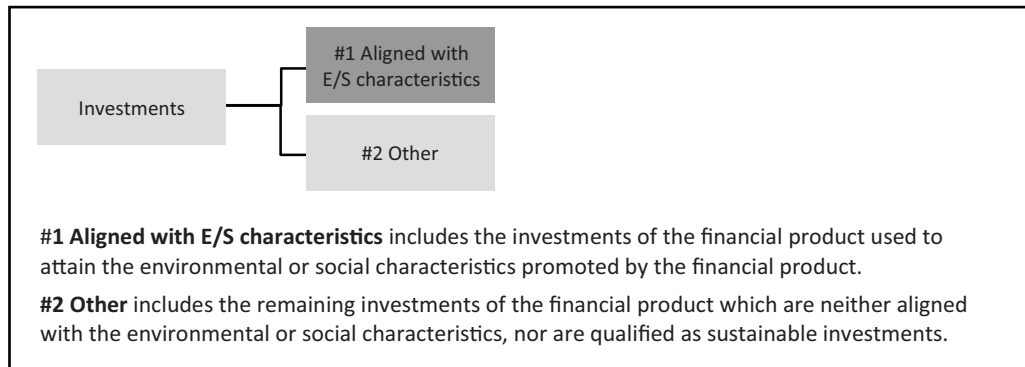 #1 Aligned with
E/S characteristics
Investments
#2 Other
#1 Aligned with E/S characteristics includes the investments of the financial product used to
attain the environmental or social characteristics promoted by the financial product.
#2 Other includes the remaining investments of the financial product which are neither aligned
with the environmental or social characteristics, nor are qualified as sustainable investments.